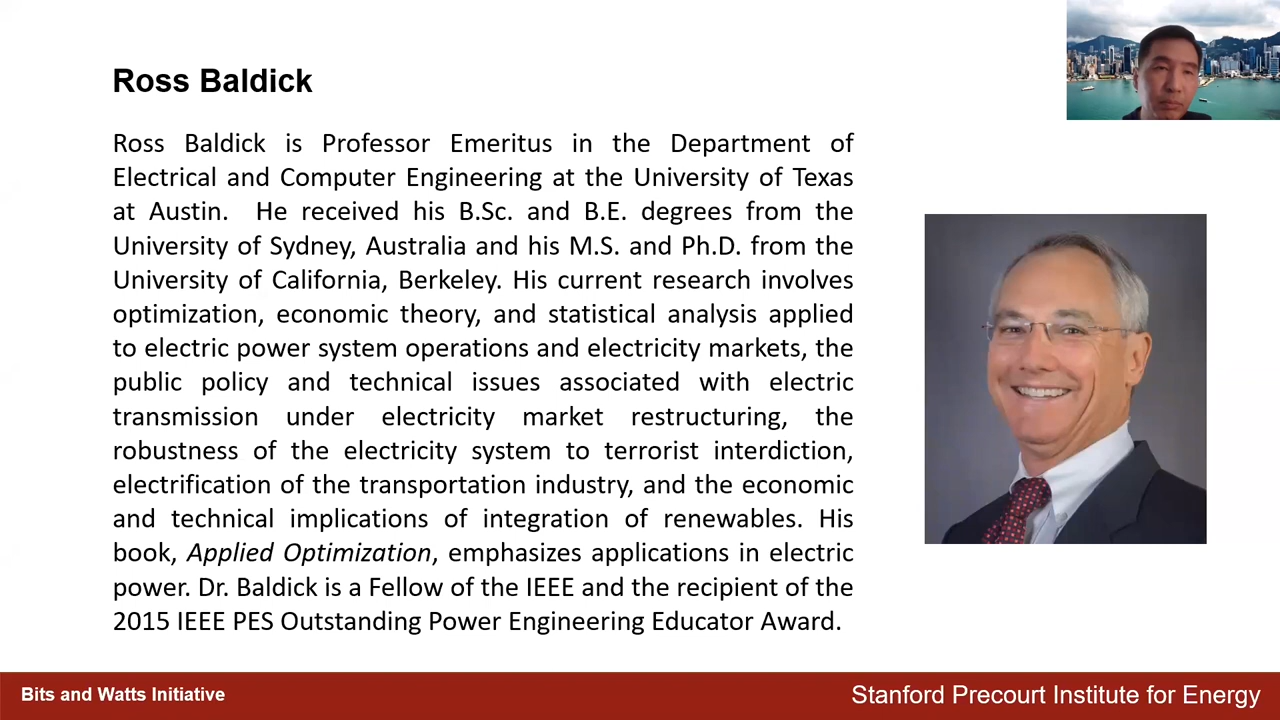 Ross Baldick
Ross Baldick is Professor Emeritus in the Department of
Electrical and Computer Engineering at the University of Texas
at Austin.  He received his B.Sc. and B.E. degrees from the
University of Sydney, Australia and his M.S. and Ph.D. from the
University of California, Berkeley. His current research involves
optimization, economic theory, and statistical analysis applied
to electric power system operations and electricity markets, the
public policy and technical issues associated with electric
transmission under electricity market restructuring, the
robustness of the electricity system to terrorist interdiction,
electrification of the transportation industry, and the economic
and technical implications of integration of renewables. His
book, Applied Optimization, emphasizes applications in electric
power. Dr. Baldick is a Fellow of the IEEE and the recipient of the
2015 IEEE PES Outstanding Power Engineering Educator Award.
Bits and Watts Initiative
Stanford Precourt Institute for Energy